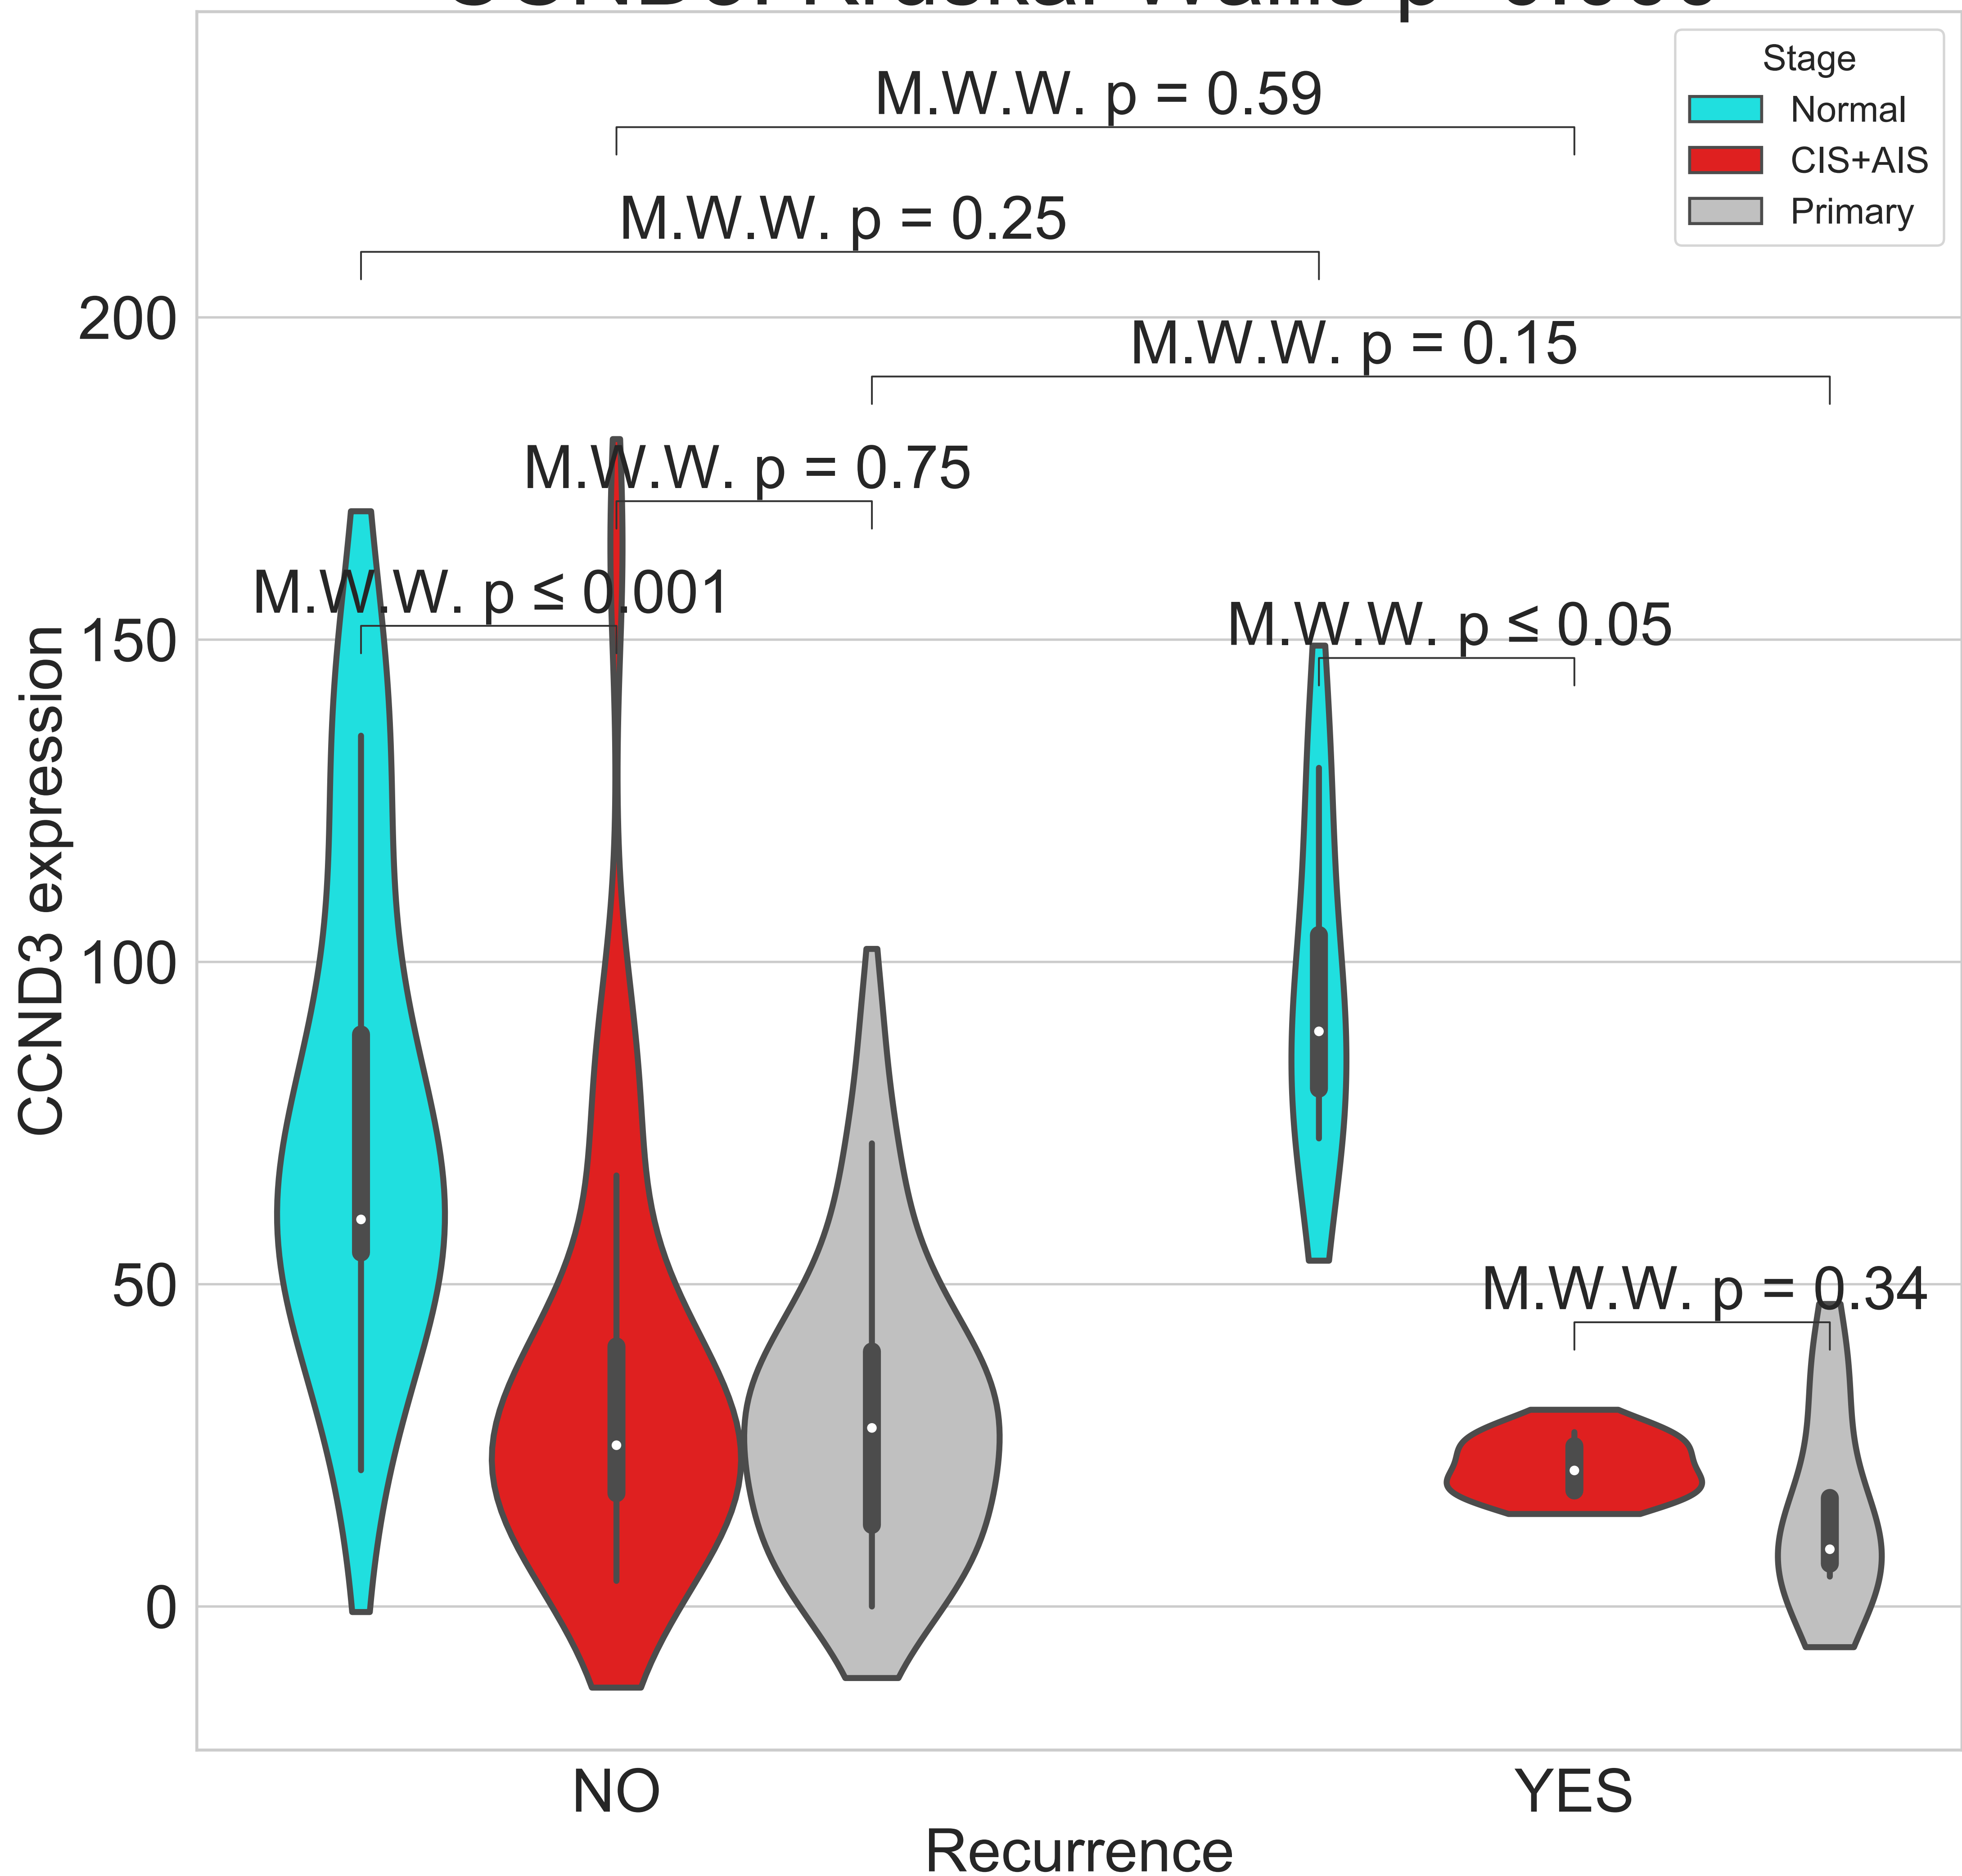 Stage
Normal
CIS+AIS
Primary
M.W.W. p = 0.59
M.W.W. p = 0.25
M.W.W. p = 0.15
M.W.W. p = 0.75
M.W.W. p ≤ 0.001
M.W.W. p ≤ 0.05
M.W.W. p = 0.34
CCND3 expression
200
150
100
50
0
NO
YES
Recurrence